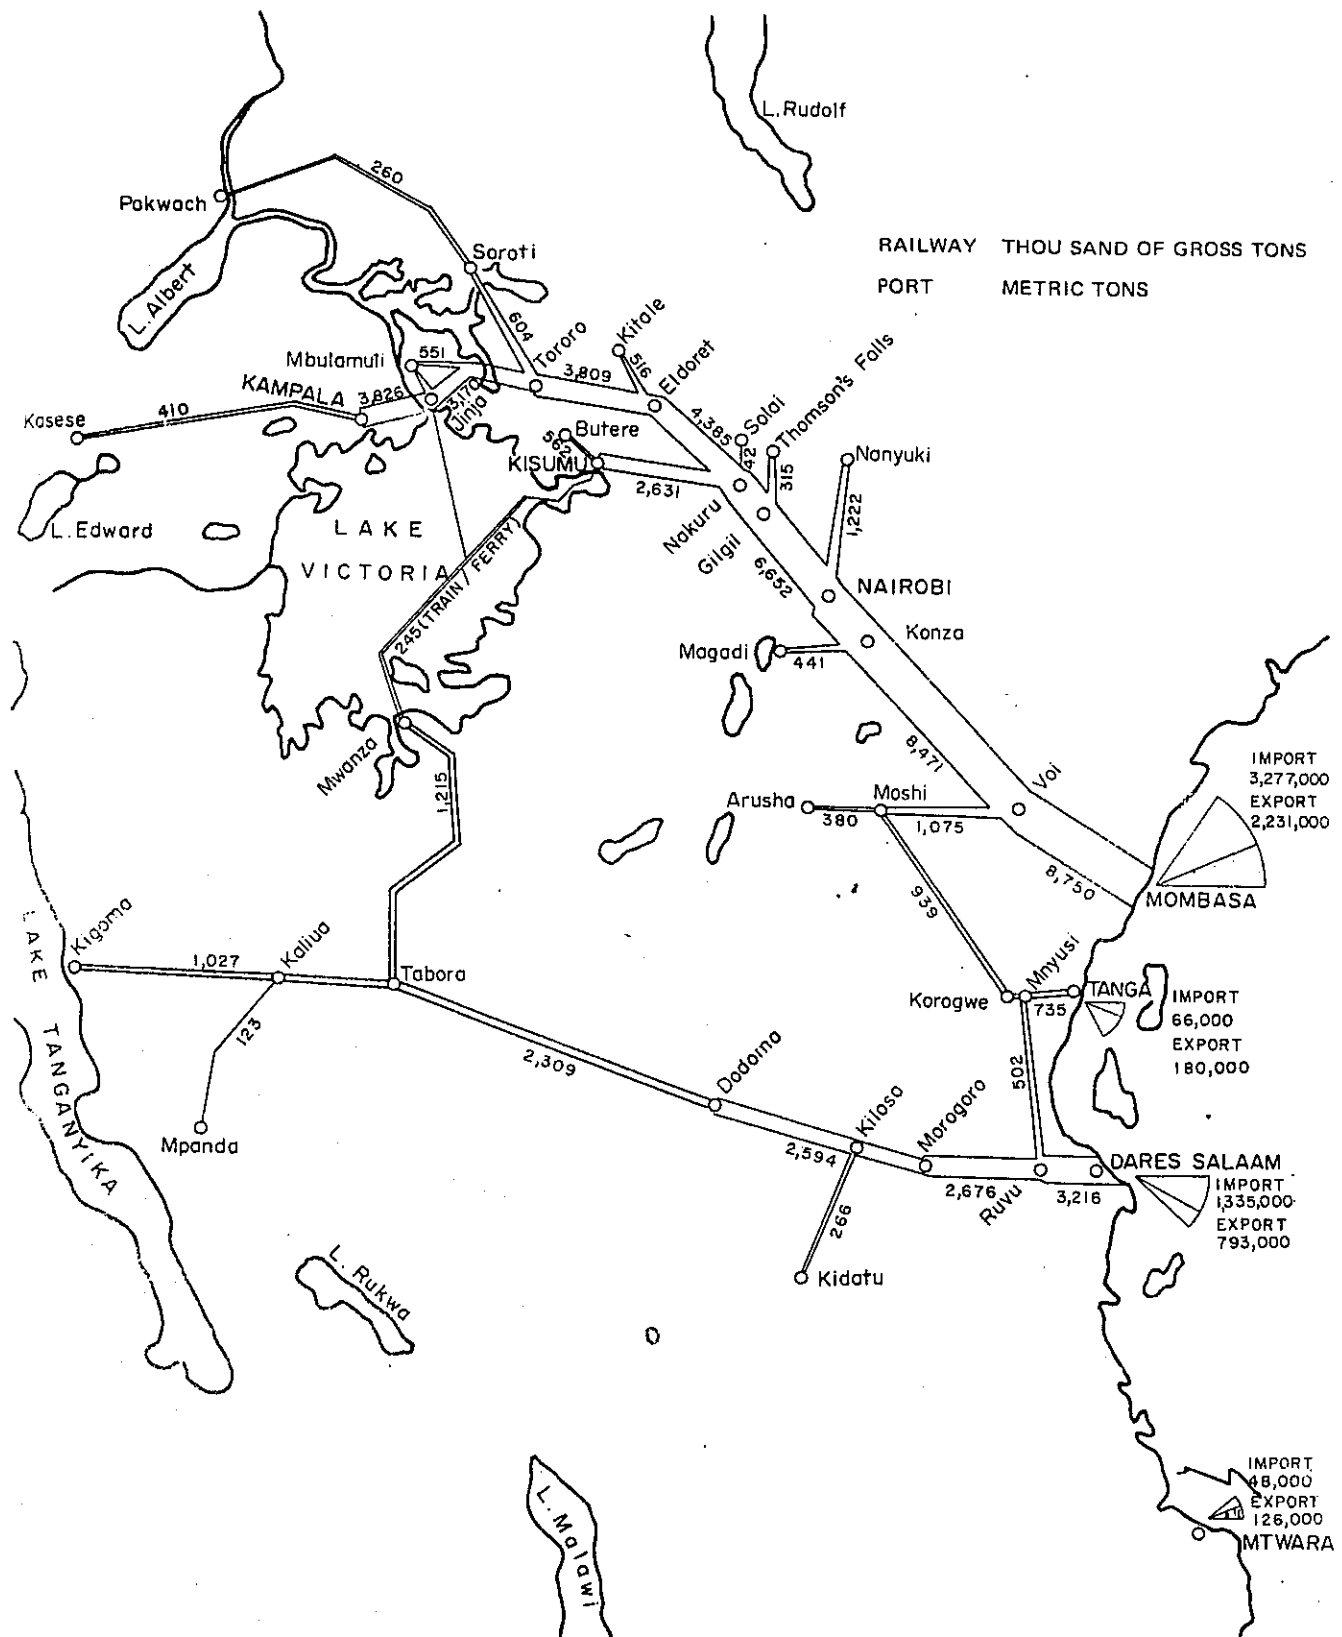 L.Rudolf
260
Pakwach
RAILWAY THOU SAND OF GROSS TONS
PORT METRIC TONS
Soroti
L.Albert
604
Kitale
Mbulamuti
551
Tororo
516
3,809
Eldoret
Thomson's Falls
KAMPALA
3,826
3,170
Jinja
4,385
Solai
410
Kasese
Butere
562
42
315
Nanyuki
KISUMU
2,631
1,222
L.Edward
LAKE
VICTORIA
Nakuru
Gilgil
6,652
245(TRAIN/FERRY)
NAIROBI
Konza
Magadi
441
Mwanza
1,215
8,471
Voi
IMPORT
3,277,000
EXPORT
2,231,000
Arusha
380
Moshi
1,075
8,750
MOMBASA
939
LAKE TANGANYIKA
Kigoma
1,027
Kaliua
Tabora
Mnyusi
Korogwe
735
TANGA
IMPORT
66,000
EXPORT
180,000
123
2,309
502
Mpanda
Dodoma
Kilosa
Morogoro
2,594
2,676
Ruvu
3,216
DARES SALAAM
IMPORT
1,335,000
EXPORT
793,000
266
Kidatu
L. Rukwa
L. Malawi
IMPORT
48,000
EXPORT
126,000
MTWARA